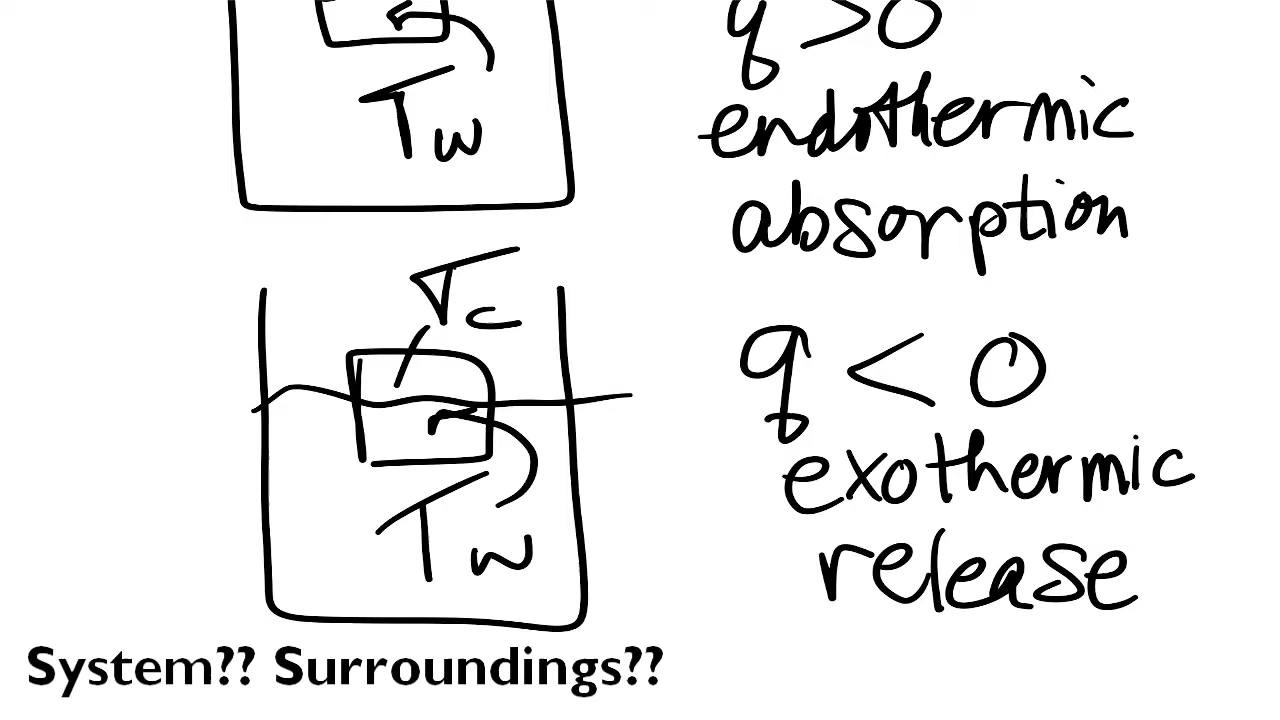 q > 0
Tw
endothermic
absorption
Tc
q < 0
exothermic
Tw
release
System?? Surroundings??